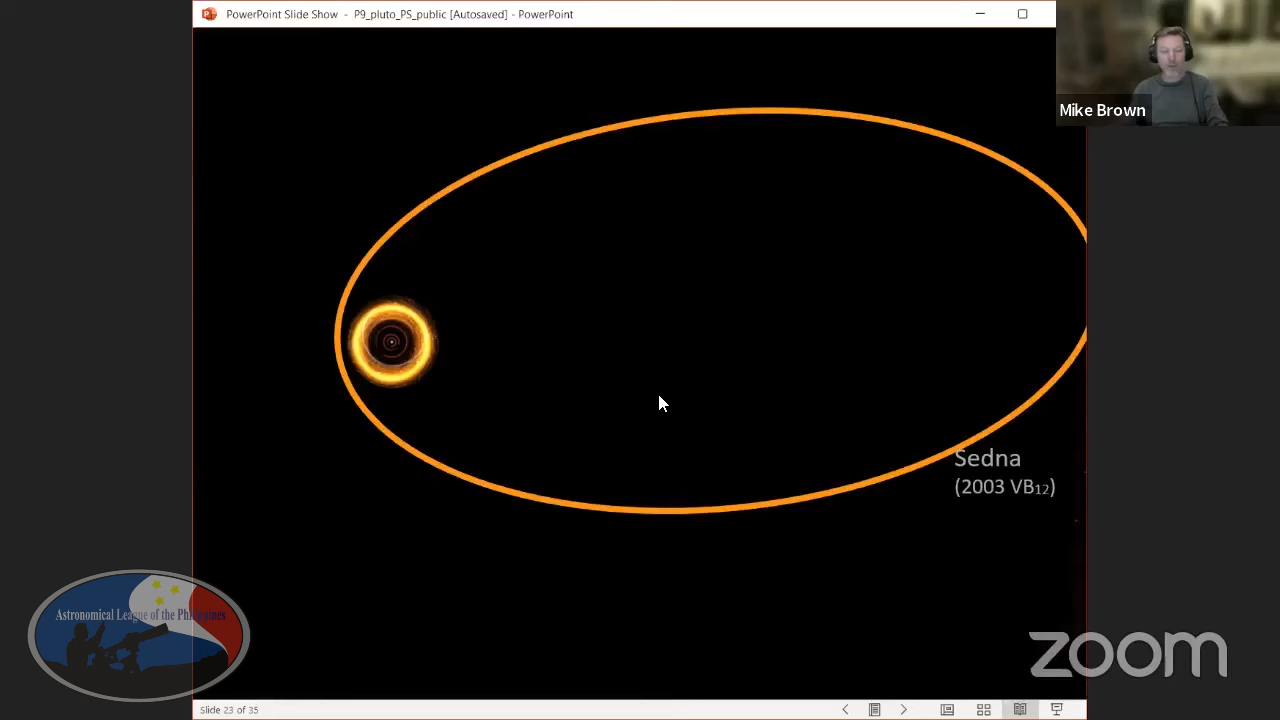 PowerPoint Slide Show - P9_pluto_PS_public [Autosaved] - PowerPoint
Mike Brown
Sedna
(2003 VB₁₂)
Astronomical League of the Philippines
zoom
Slide 23 of 35